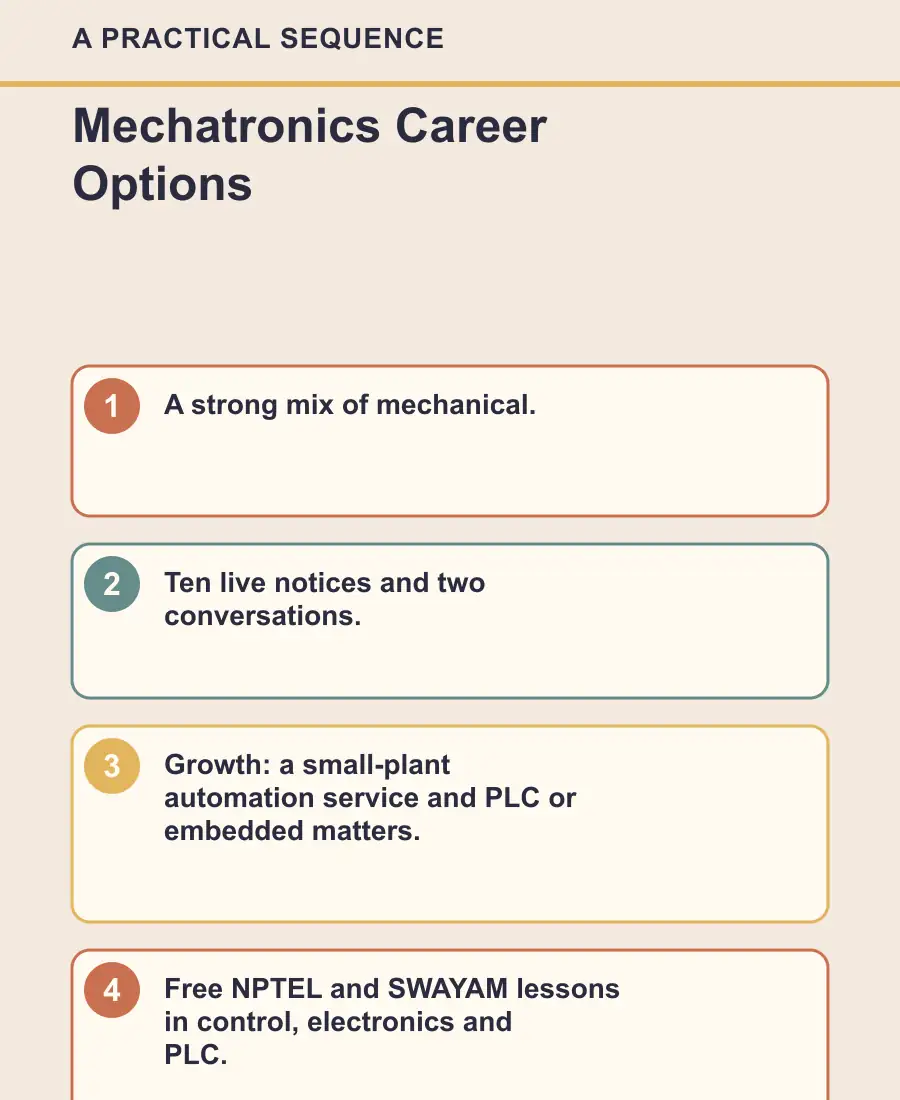 A PRACTICAL SEQUENCE
Mechatronics Career
Options
1
A strong mix of mechanical.
2
Ten live notices and two
conversations.
3
Growth: a small-plant
automation service and PLC or
embedded matters.
4
Free NPTEL and SWAYAM lessons
in control, electronics and
PLC.